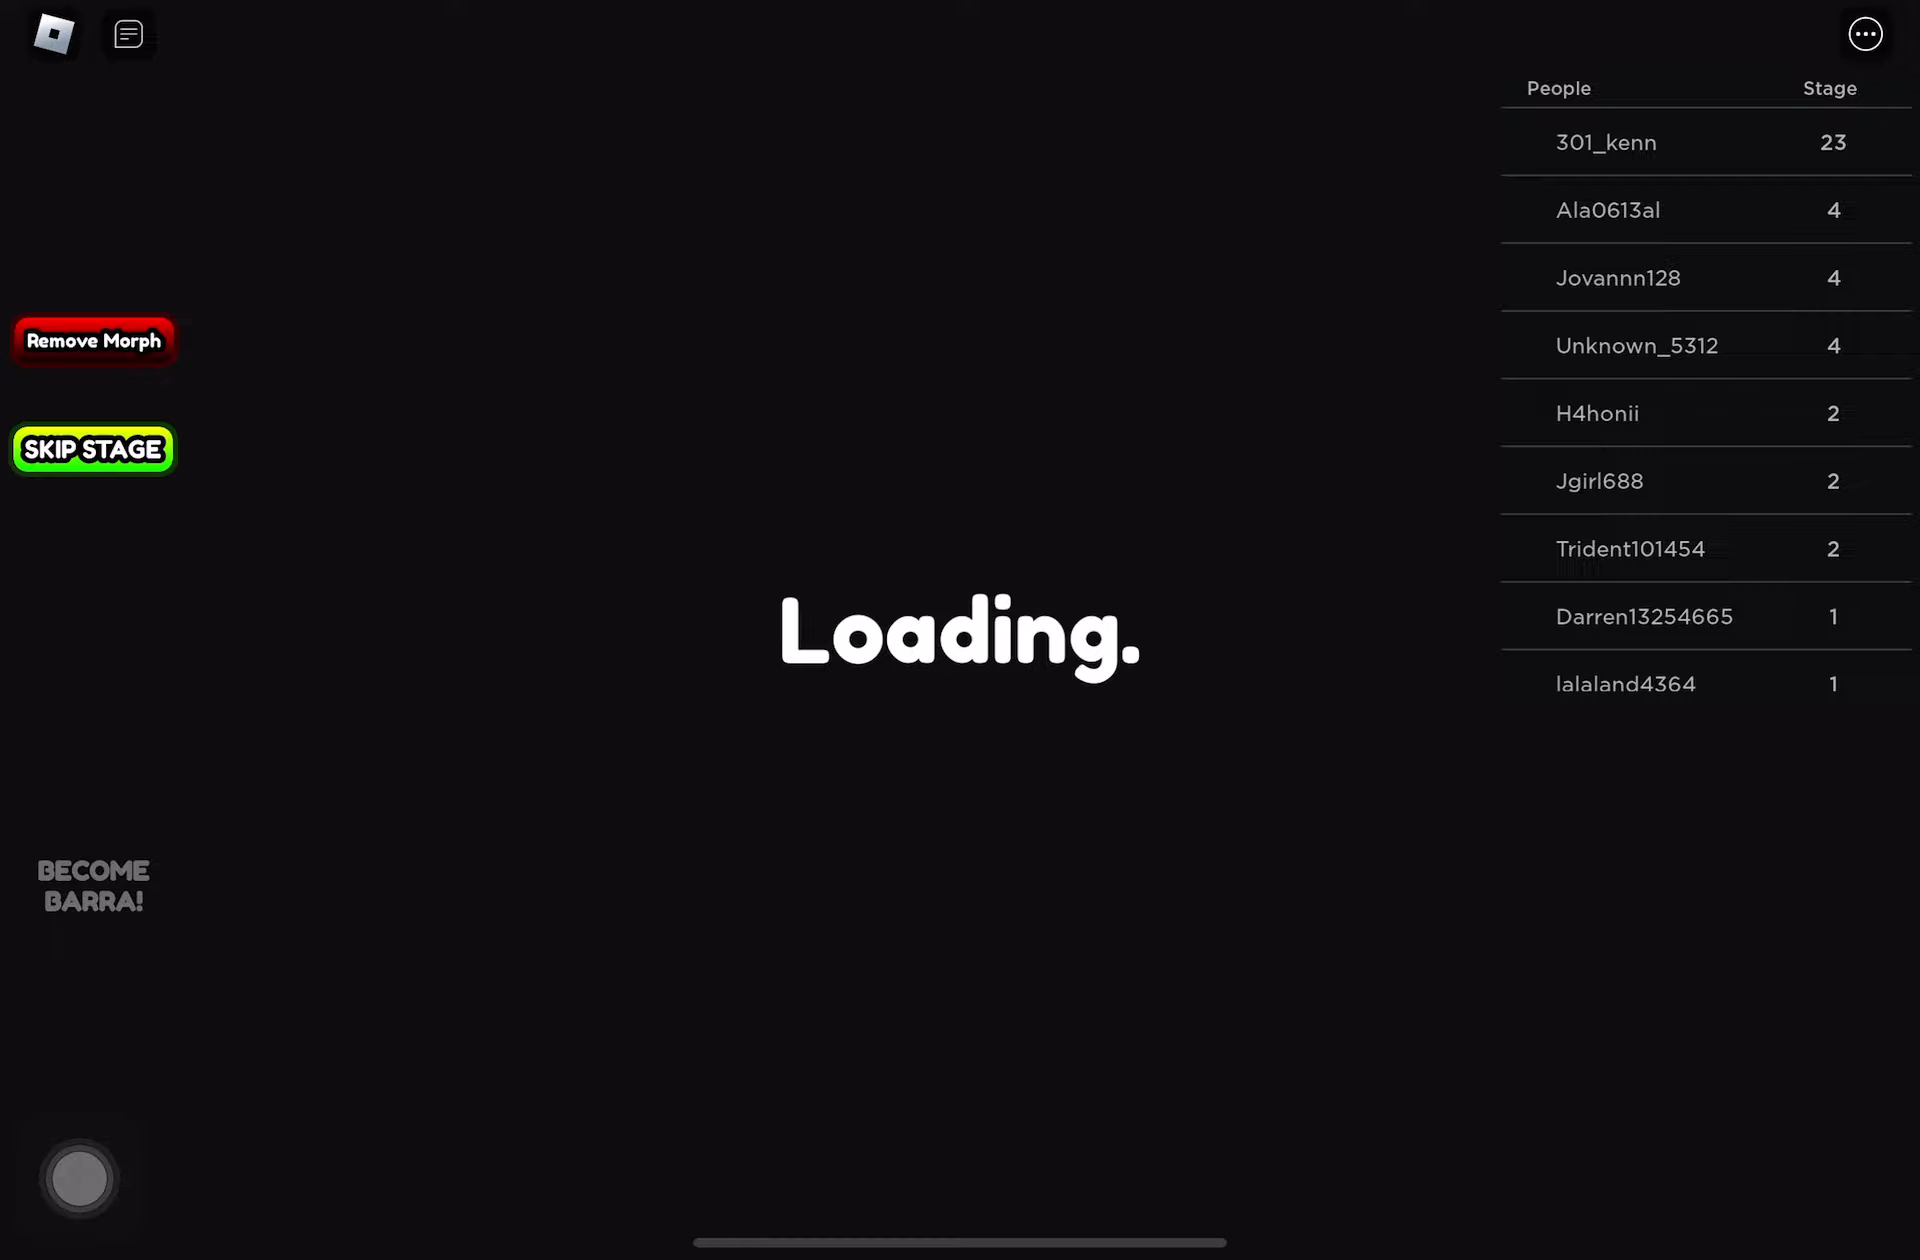 People Stage
301_kenn 23
Ala0613al 4
Jovannn128 4
Unknown_5312 4
H4honii 2
Jgirl688 2
Trident101454 2
Darren13254665 1
lalaland4364 1
Remove Morph
SKIP STAGE
Loading.
BECOME
BARRA!